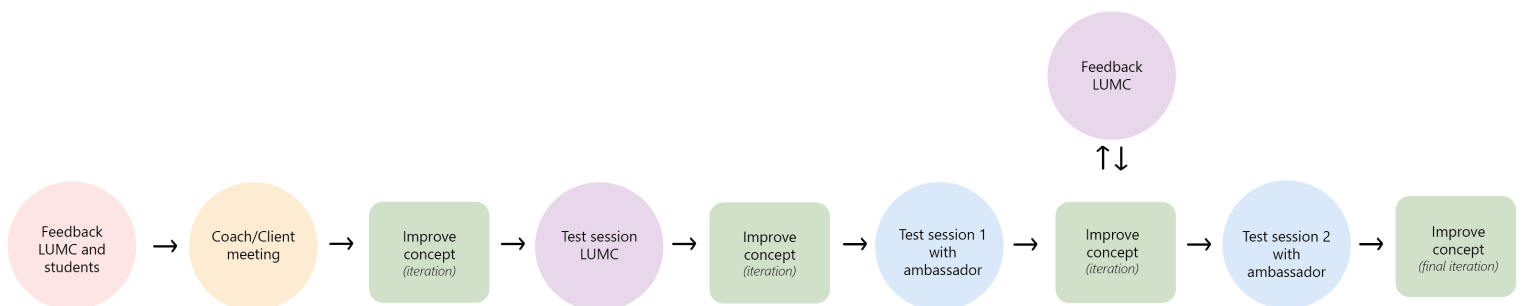 Feedback
LUMC
Feedback
LUMC and
students
Coach/Client
meeting
Improve
concept
(iteration)
Test session
LUMC
Improve
concept
(iteration)
Test session 1
with
ambassador
Improve
concept
(iteration)
Test session 2
with
ambassador
Improve
concept
(final iteration)